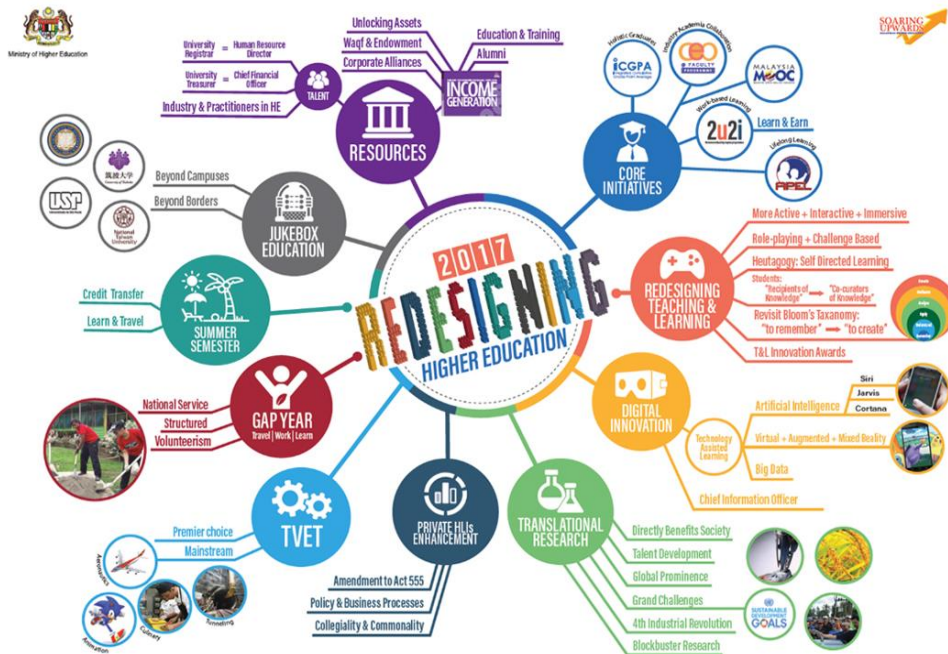 Ministry of Higher Education
SOARING
UPWARDS
2017
REDESIGNING
HIGHER EDUCATION
RESOURCES
TALENT
University
Registrar
=
Human Resource
Director
University
Treasurer
=
Chief Financial
Officer
Industry & Practitioners in HE
INCOME
GENERATION
Unlocking Assets
Waqf & Endowment
Corporate Alliances
Education & Training
Alumni
CORE
INITIATIVES
Holistic Graduates
iCGPA
Industry Academia Collaboration
CEO
@ FACULTY
PROGRAMME
MALAYSIA
MOOC
Work-based Learning
2u2i
Learn & Earn
Lifelong Learning
APEL
REDESIGNING
TEACHING &
LEARNING
More Active + Interactive + Immersive
Role-playing + Challenge Based
Heutagogy: Self Directed Learning
Students:
"Recipients of
Knowledge"
"Co-curators
of Knowledge"
Revisit Bloom's Taxanomy:
"to remember"
"to create"
T&L Innovation Awards
DIGITAL
INNOVATION
Technology
Assisted
Learning
Artificial Intelligence
Siri
Jarvis
Cortana
Virtual + Augmented + Mixed Reality
Big Data
Chief Information Officer
TRANSLATIONAL
RESEARCH
Directly Benefits Society
Talent Development
Global Prominence
Grand Challenges
4th Industrial Revolution
Blockbuster Research
SUSTAINABLE
DEVELOPMENT
GOALS
PRIVATE HLIs
ENHANCEMENT
Amendment to Act 555
Policy & Business Processes
Collegiality & Commonality
TVET
Premier choice
Mainstream
Aeronautics
Animation
Culinary
Tunneling
GAP YEAR
Travel | Work | Learn
National Service
Structured
Volunteerism
SUMMER
SEMESTER
Credit Transfer
Learn & Travel
JUKEBOX
EDUCATION
Beyond Campuses
Beyond Borders
筑波大学
USP
National
Taiwan
University